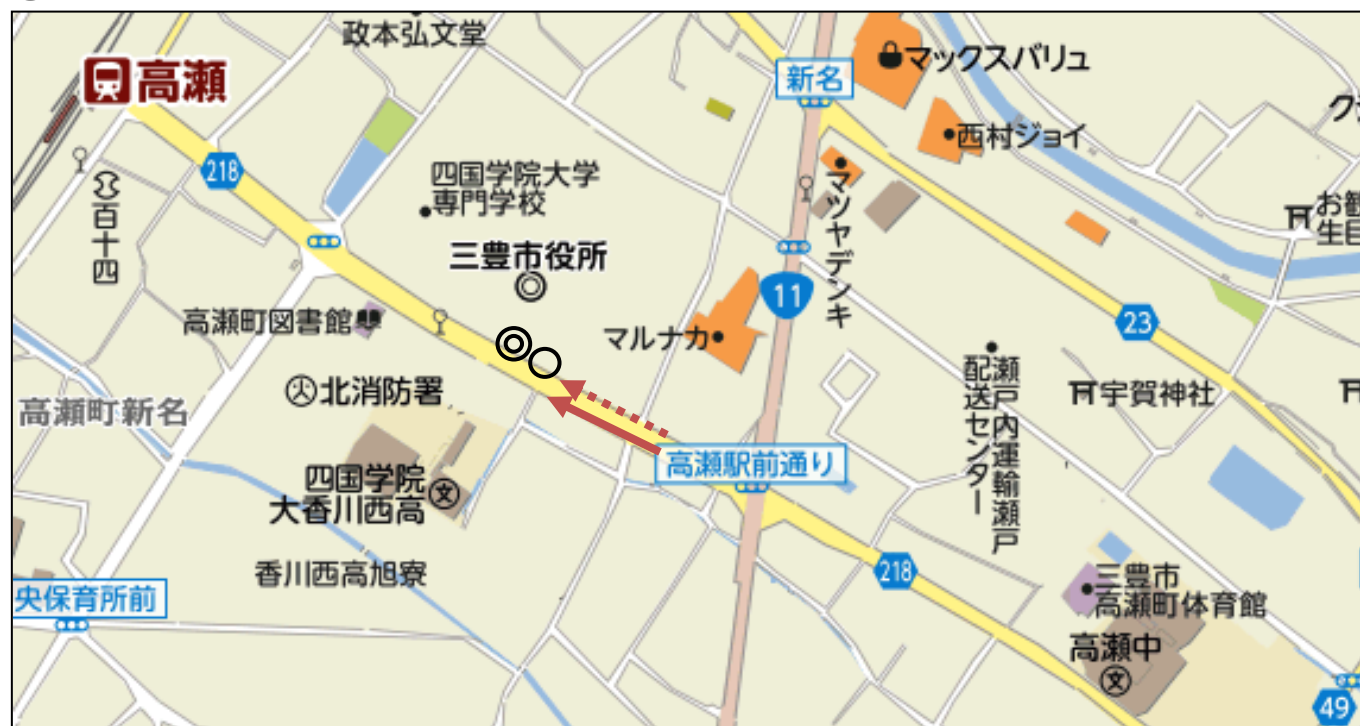 政本弘文堂
高瀬
218
百十四
四国学院大学
専門学校
三豊市役所
高瀬町図書館
北消防署
高瀬町新名
四国学院
大香川西高
文
香川西高旭寮
央保育所前
新名
マックスバリュ
西村ジョイ
マツヤデンキ
11
マルナカ
高瀬駅前通り
23
瀬戸内運輸瀬戸
配送センター
宇賀神社
お観
生目
218
三豊市
高瀬町体育館
高瀬中
文
49